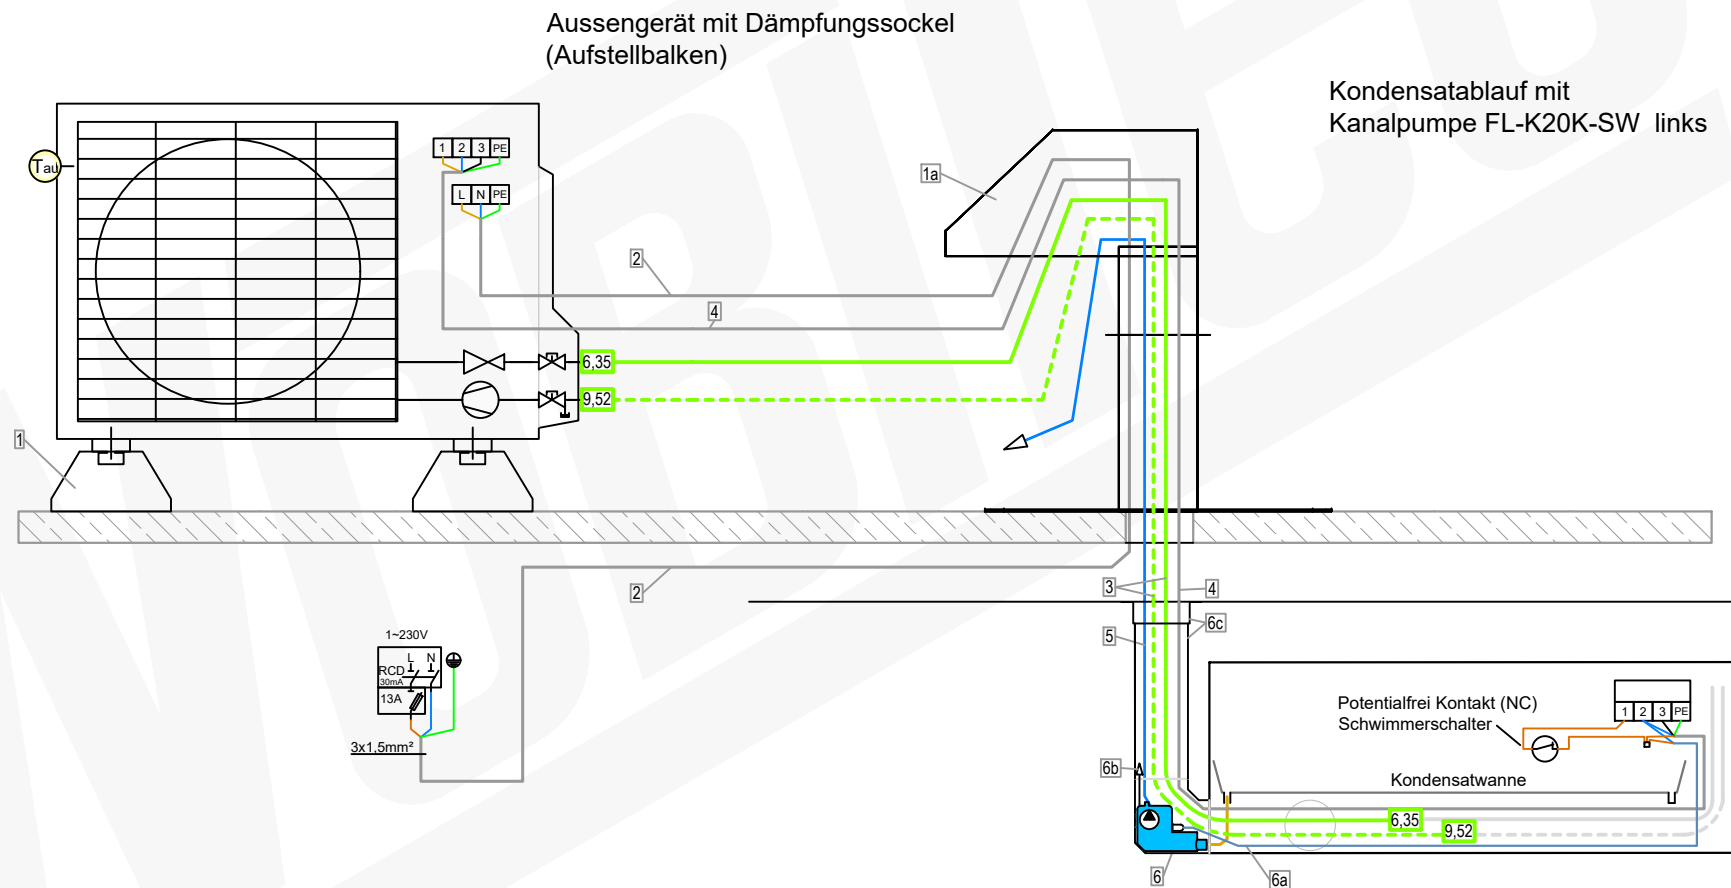 Aussengerät mit Dämpfungssockel
(Aufstellbalken)
Kondensatablauf mit
Kanalpumpe FL-K20K-SW links
Tau
1 2 3 PE
L N PE
1a
2
4
6,35
9,52
1
2
3
4
5
6c
1~230V
L N
RCD
30mA
13A
3x1,5mm²
Potentialfrei Kontakt (NC)
Schwimmerschalter
1 2 3 PE
6b
Kondensatwanne
6,35
9,52
6
6a